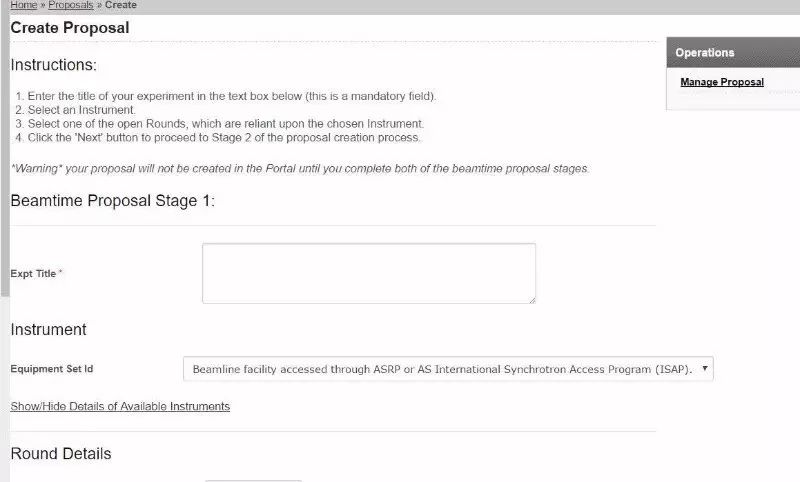 Home » Proposals » Create
Create Proposal
Instructions:
1. Enter the title of your experiment in the text box below (this is a mandatory field).
2. Select an Instrument.
3. Select one of the open Rounds, which are reliant upon the chosen Instrument.
4. Click the 'Next' button to proceed to Stage 2 of the proposal creation process.
*Warning* your proposal will not be created in the Portal until you complete both of the beamtime proposal stages.
Beamtime Proposal Stage 1:
Expt Title *
Instrument
Equipment Set Id
Beamline facility accessed through ASRP or AS International Synchrotron Access Program (ISAP).
Show/Hide Details of Available Instruments
Round Details
Operations
Manage Proposal